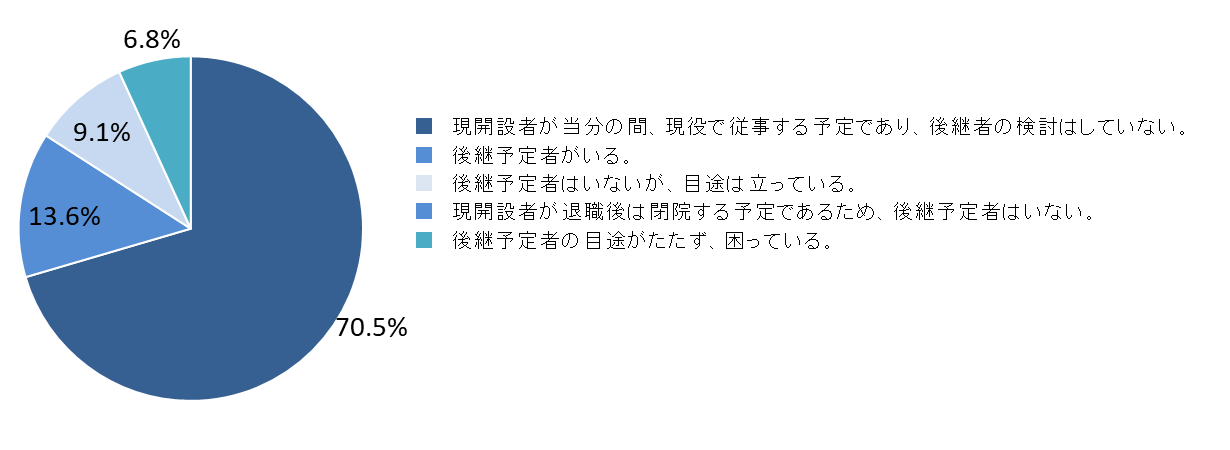 6.8%
9.1%
13.6%
70.5%
現開設者が当分の間、現役で従事する予定であり、後継者の検討はしていない。
後継予定者がいる。
後継予定者はいないが、目途は立っている。
現開設者が退職後は閉院する予定であるため、後継予定者はいない。
後継予定者の目途がたたず、困っている。